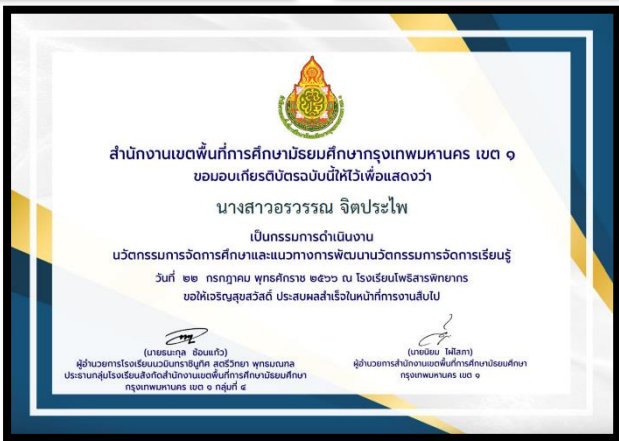 สำนักงานเขตพื้นที่การศึกษามัธยมศึกษากรุงเทพมหานคร เขต ๑
ขอมอบเกียรติบัตรฉบับนี้ให้ไว้เพื่อแสดงว่า
นางสาวอรวรรณ จิตประไพ
เป็นกรรมการดำเนินงาน
นวัตกรรมการจัดการศึกษาและแนวทางการพัฒนานวัตกรรมการจัดการเรียนรู้
วันที่ ๒๒ กรกฎาคม พุทธศักราช ๒๕๖๖ ณ โรงเรียนโพธิสารพิทยากร
ขอให้เจริญสุขสวัสดิ์ ประสบผลสำเร็จในหน้าที่การงานสืบไป
(นายธนะกุล ช้อนแก้ว)
ผู้อำนวยการโรงเรียนนวมินทราชินูทิศ สตรีวิทยา พุทธมณฑล
ประธานกลุ่มโรงเรียนสังกัดสำนักงานเขตพื้นที่การศึกษามัธยมศึกษา
กรุงเทพมหานคร เขต ๑ กลุ่มที่ ๔
(นายนิยม ไผ่โสภา)
ผู้อำนวยการสำนักงานเขตพื้นที่การศึกษามัธยมศึกษา
กรุงเทพมหานคร เขต ๑